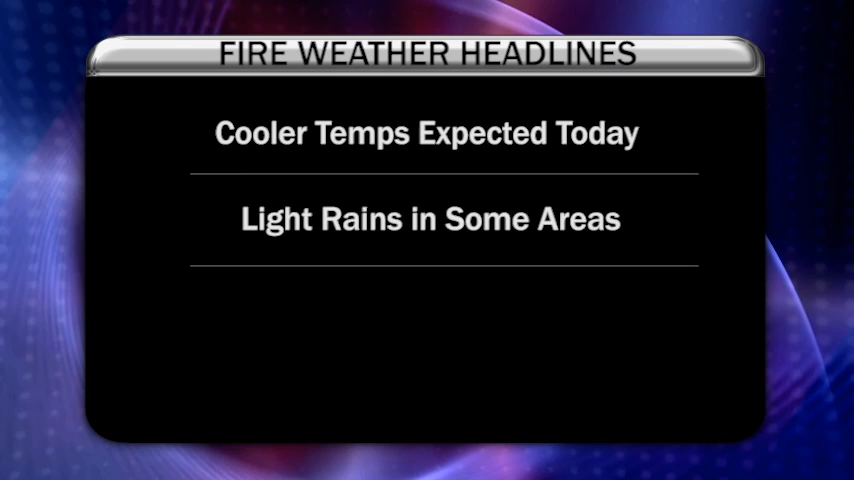 FIRE WEATHER HEADLINES
Cooler Temps Expected Today
Light Rains in Some Areas